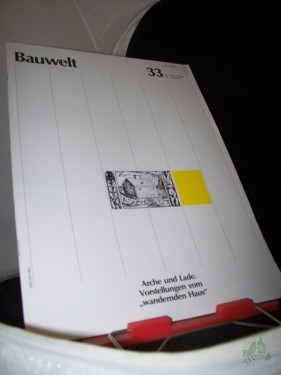 Bauwelt
33
Arche und Lade.
Vorstellungen vom
„wandernden Haus"